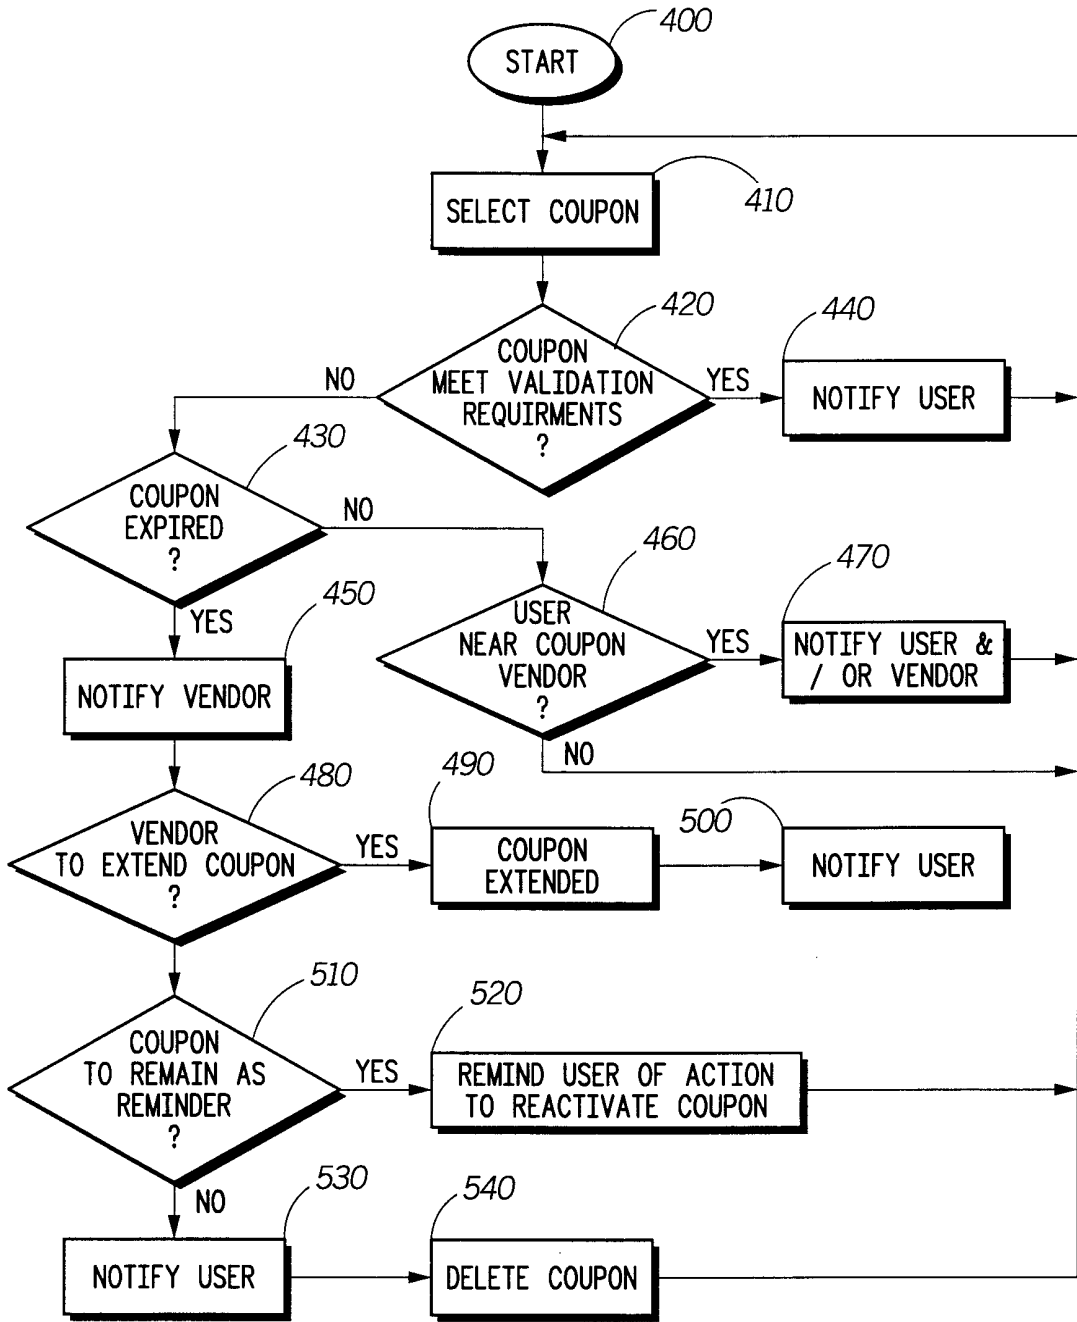 400
START
SELECT COUPON
410
420
COUPON
MEET VALIDATION
REQUIRMENTS
?
NO
YES
440
NOTIFY USER
430
COUPON
EXPIRED
?
NO
YES
460
USER
NEAR COUPON
VENDOR
?
YES
NO
470
NOTIFY USER &
/ OR VENDOR
450
NOTIFY VENDOR
480
VENDOR
TO EXTEND COUPON
?
YES
490
COUPON
EXTENDED
500
NOTIFY USER
510
COUPON
TO REMAIN AS
REMINDER
?
YES
NO
520
REMIND USER OF ACTION
TO REACTIVATE COUPON
530
NOTIFY USER
540
DELETE COUPON